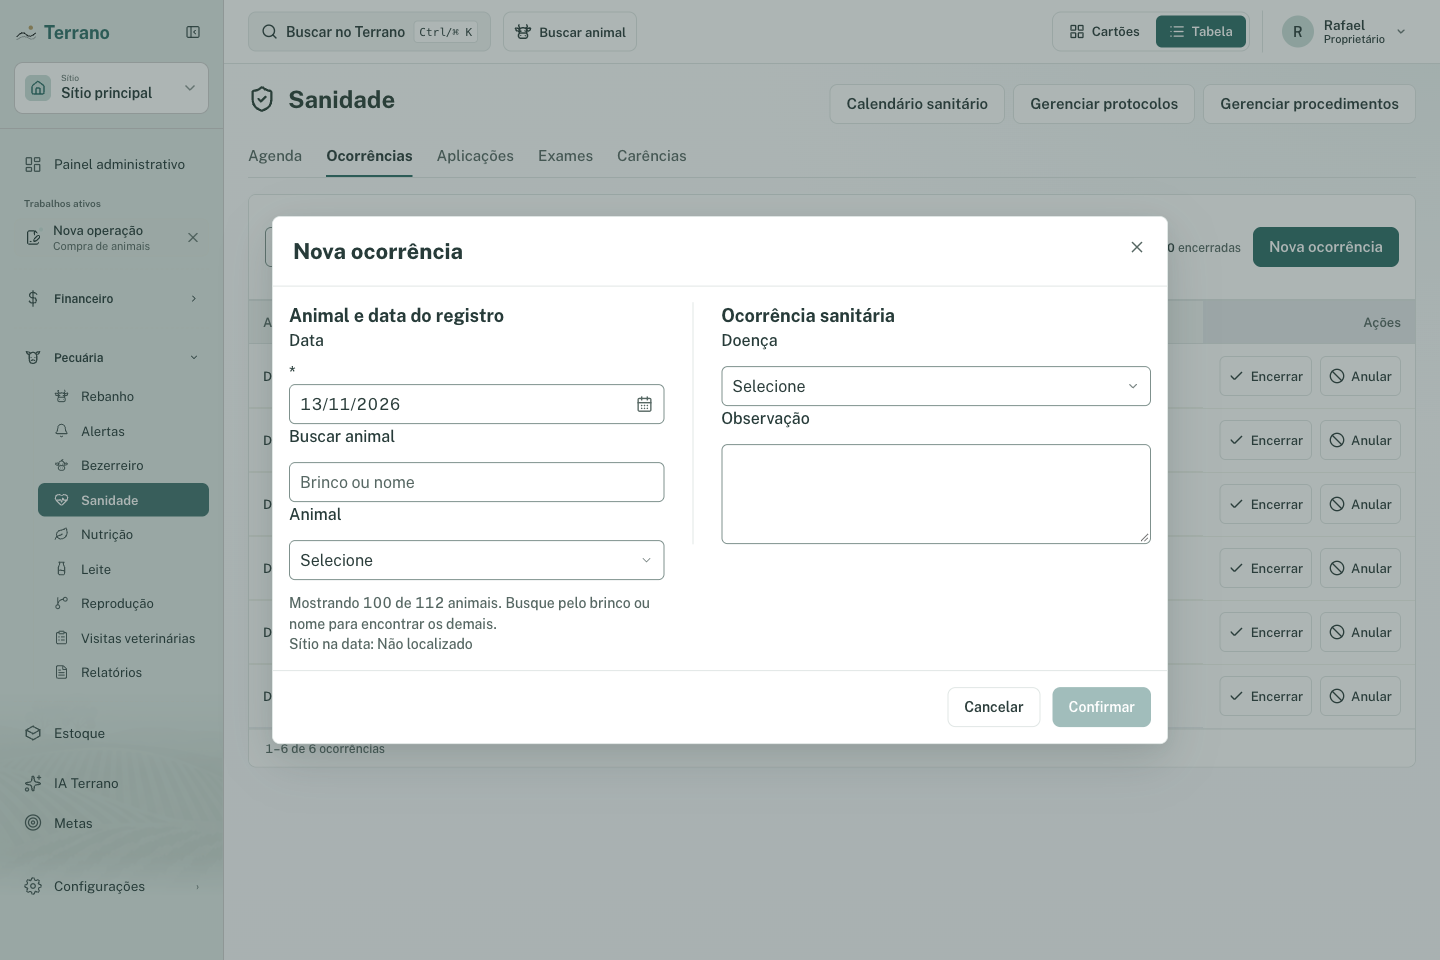 Terrano
Buscar no Terrano
Ctrl/⌘ K
Buscar animal
Cartões
Tabela
R
Rafael
Proprietário
Sítio
Sítio principal
Sanidade
Calendário sanitário
Gerenciar protocolos
Gerenciar procedimentos
Agenda
Ocorrências
Aplicações
Exames
Carências
Painel administrativo
Trabalhos ativos
Nova operação
Compra de animais
Financeiro
Pecuária
Rebanho
Alertas
Bezerreiro
Sanidade
Nutrição
Leite
Reprodução
Visitas veterinárias
Relatórios
Estoque
IA Terrano
Metas
Configurações
0 encerradas
Nova ocorrência
Ações
Encerrar
Anular
Encerrar
Anular
Encerrar
Anular
Encerrar
Anular
Encerrar
Anular
Encerrar
Anular
1–6 de 6 ocorrências
Nova ocorrência
Animal e data do registro
Data
*
13/11/2026
Buscar animal
Brinco ou nome
Animal
Selecione
Mostrando 100 de 112 animais. Busque pelo brinco ou
nome para encontrar os demais.
Sítio na data: Não localizado
Ocorrência sanitária
Doença
Selecione
Observação
Cancelar
Confirmar